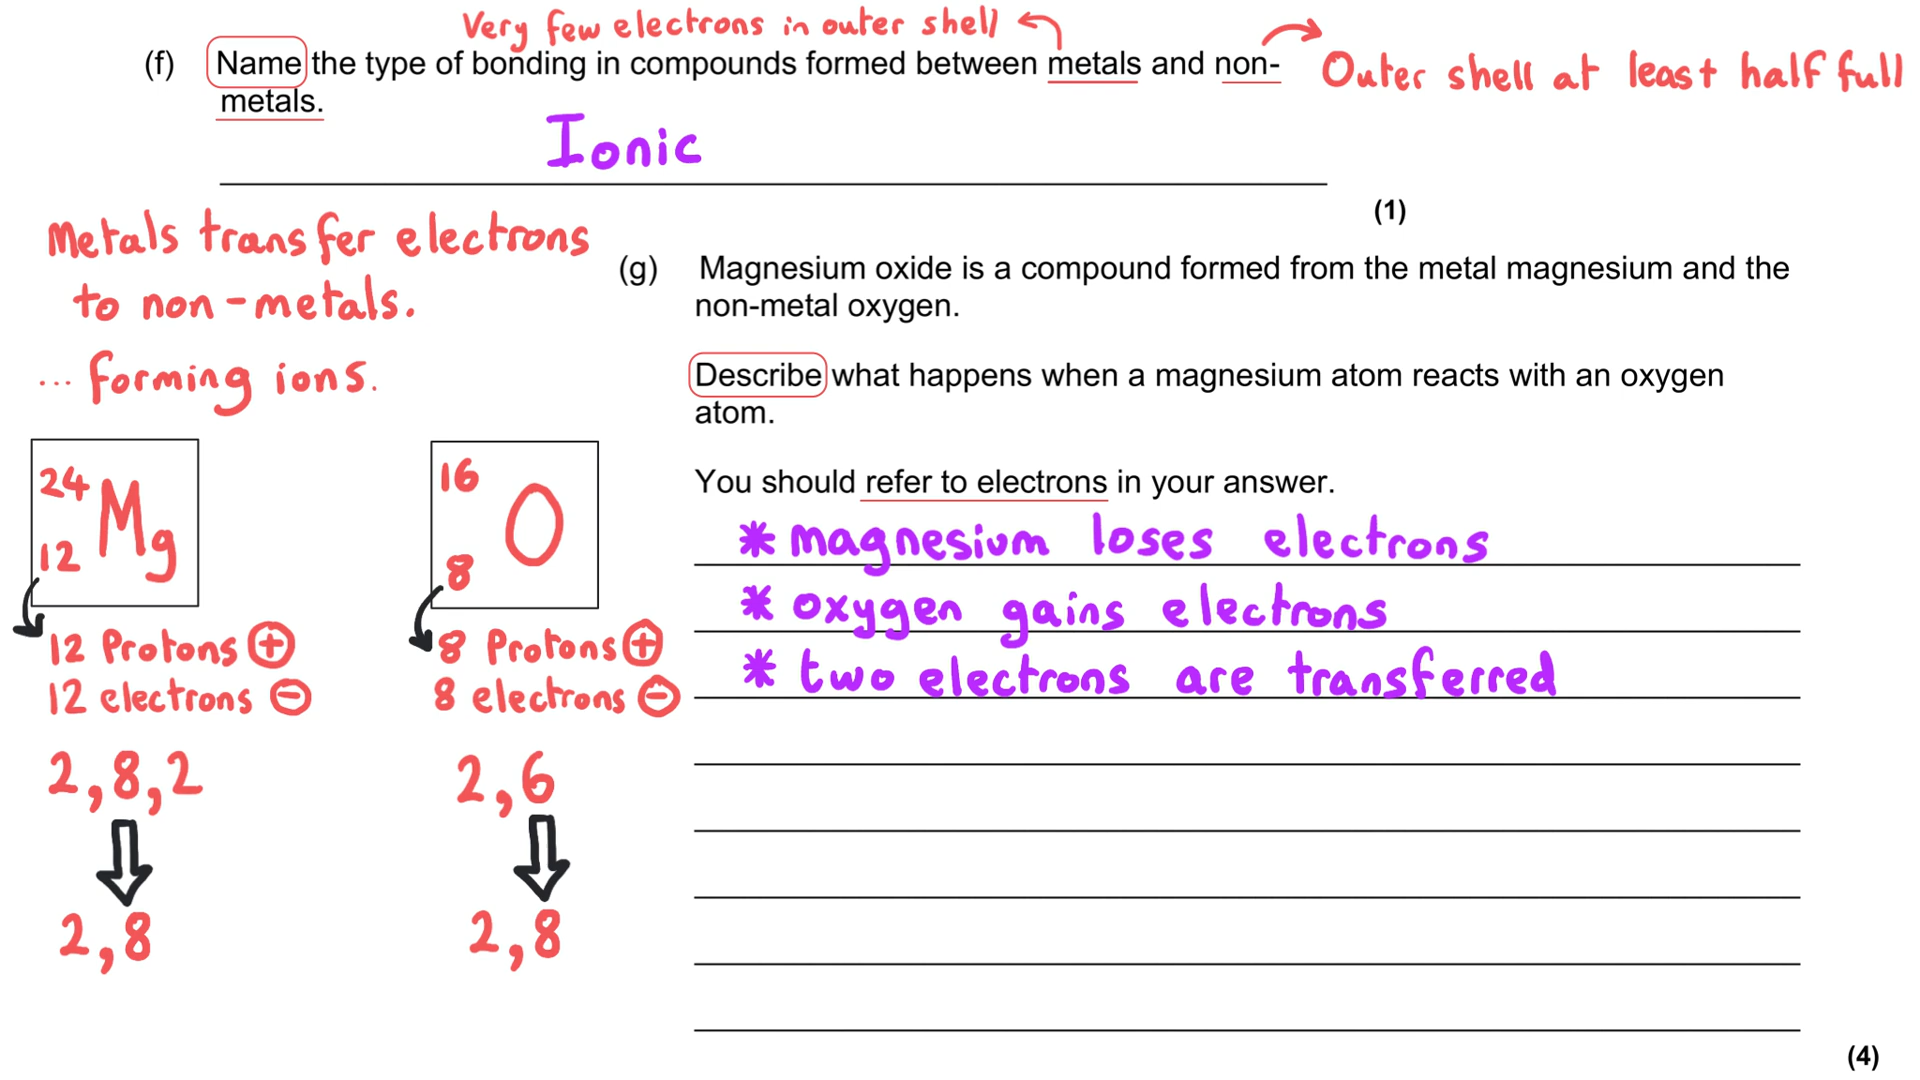 Very few electrons in outer shell
(f) Name the type of bonding in compounds formed between metals and non-
metals.
Outer shell at least half full
Ionic
(1)
Metals transfer electrons
to non-metals.
... forming ions.
(g) Magnesium oxide is a compound formed from the metal magnesium and the
non-metal oxygen.
Describe what happens when a magnesium atom reacts with an oxygen
atom.
You should refer to electrons in your answer.
* magnesium loses electrons
* oxygen gains electrons
* two electrons are transferred
24
Mg
12
12 Protons +
12 electrons -
2,8,2
2,8
16
O
8
8 Protons +
8 electrons -
2,6
2,8
(4)